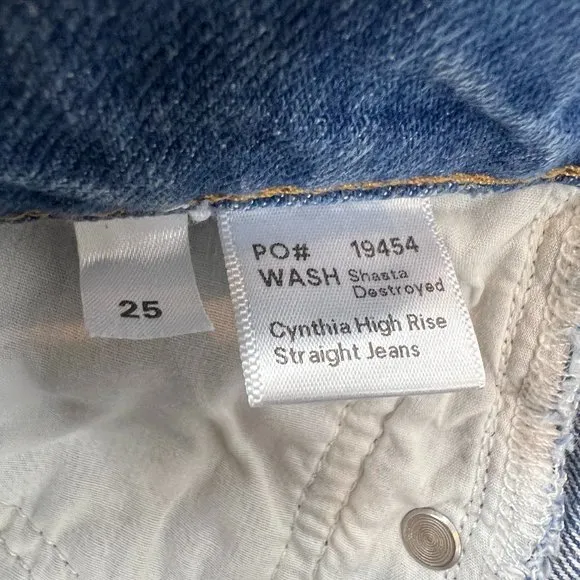 25
PO# 19454
WASH Shasta
Destroyed
Cynthia High Rise
Straight Jeans